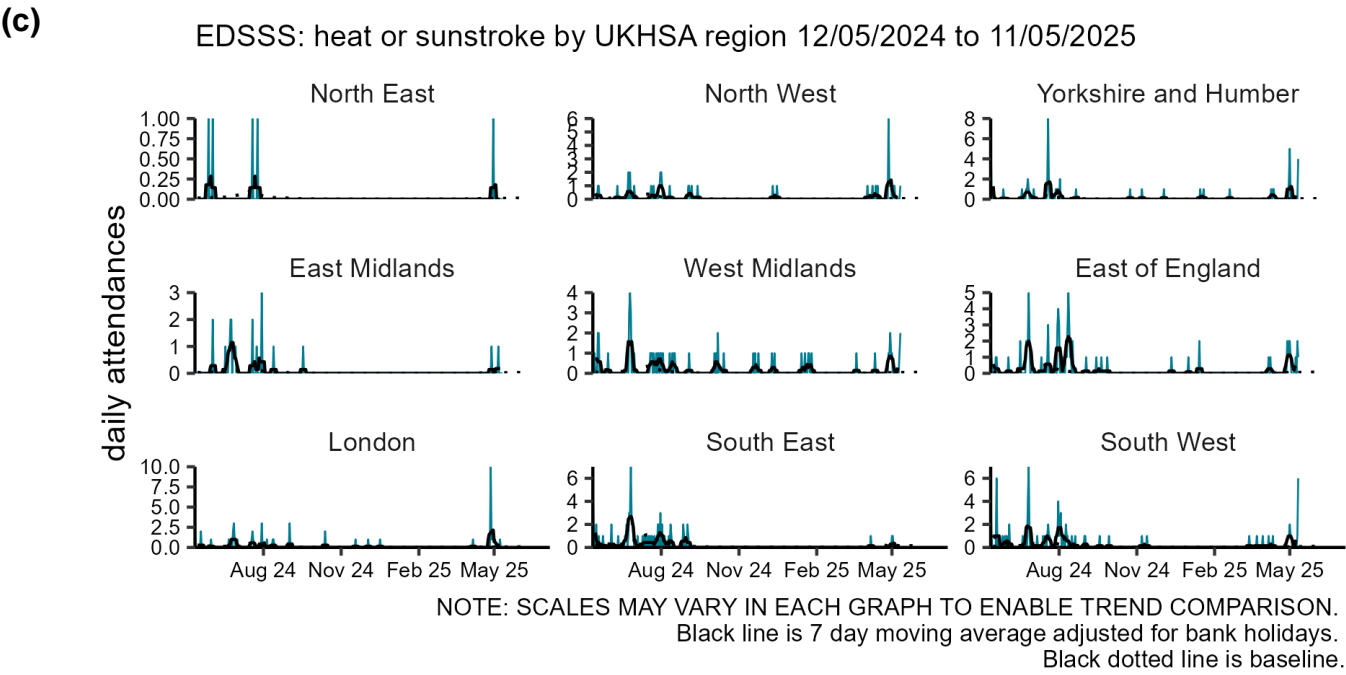 (c)
EDSSS: heat or sunstroke by UKHSA region 12/05/2024 to 11/05/2025
daily attendances
North East
1.00
0.75
0.50
0.25
0.00
North West
6
5
4
3
2
1
0
Yorkshire and Humber
8
6
4
2
0
East Midlands
3
2
1
0
West Midlands
4
3
2
1
0
East of England
5
4
3
2
1
0
London
10.0
7.5
5.0
2.5
0.0
Aug 24 Nov 24 Feb 25 May 25
South East
6
4
2
0
Aug 24 Nov 24 Feb 25 May 25
South West
6
4
2
0
Aug 24 Nov 24 Feb 25 May 25
NOTE: SCALES MAY VARY IN EACH GRAPH TO ENABLE TREND COMPARISON.
Black line is 7 day moving average adjusted for bank holidays.
Black dotted line is baseline.